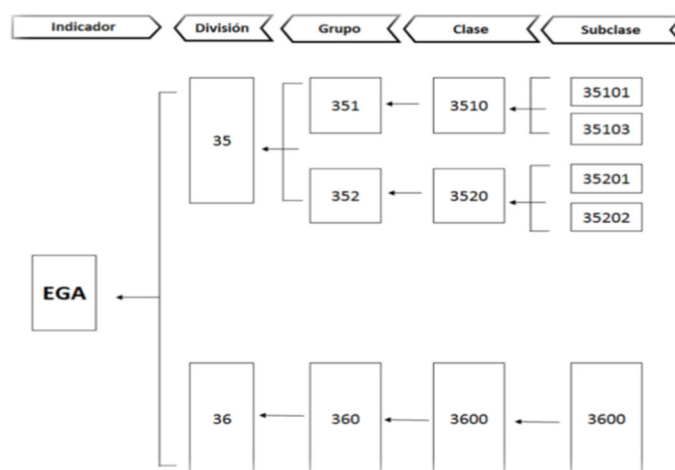 Indicador
División
Grupo
Clase
Subclase
35
351
3510
35101
35103
352
3520
35201
35202
EGA
36
360
3600
3600